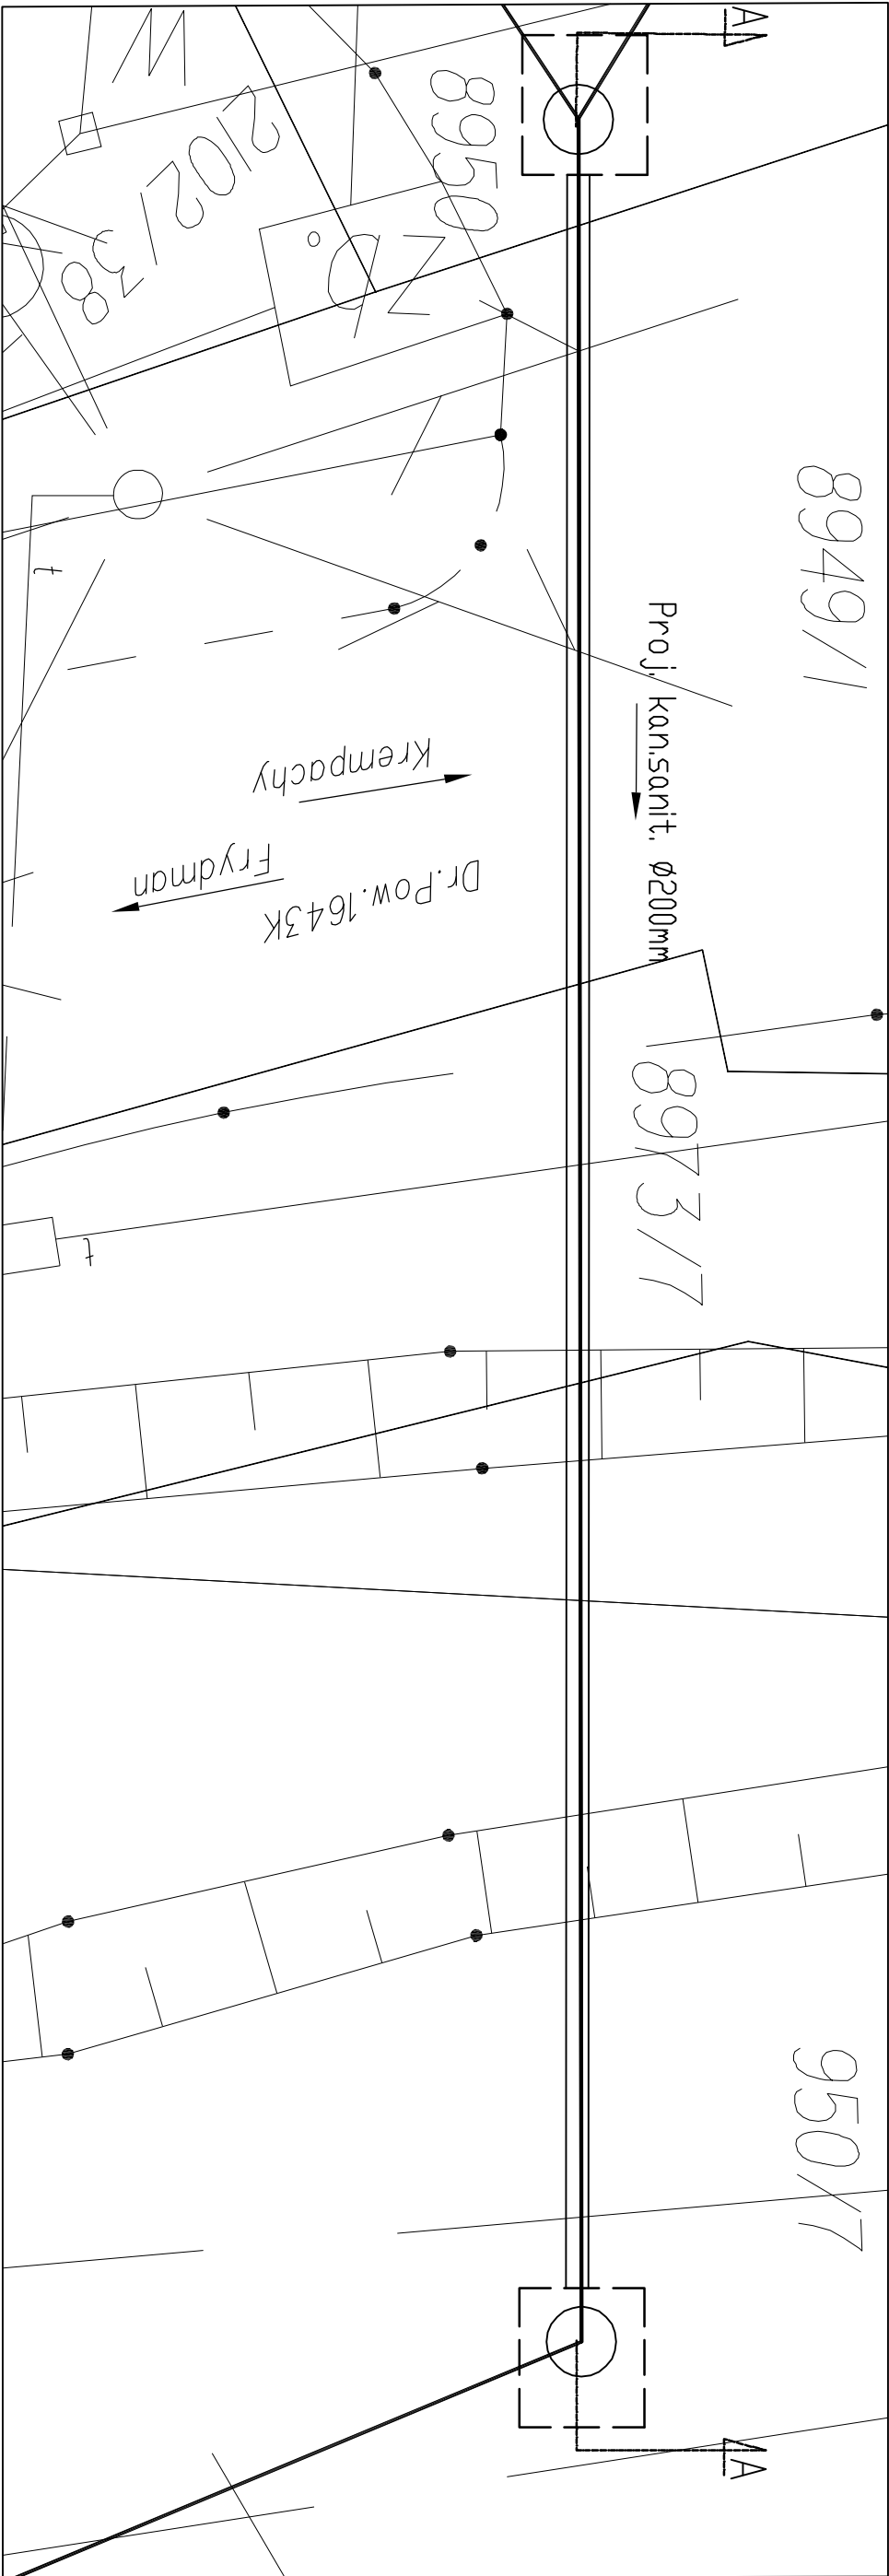 A
2102/38
8950
8949/1
Proj. kan.sanit. Ø200mm
Krempachy
Frydman
Dr.Pow.1643K
t
8973/7
t
950/7
A